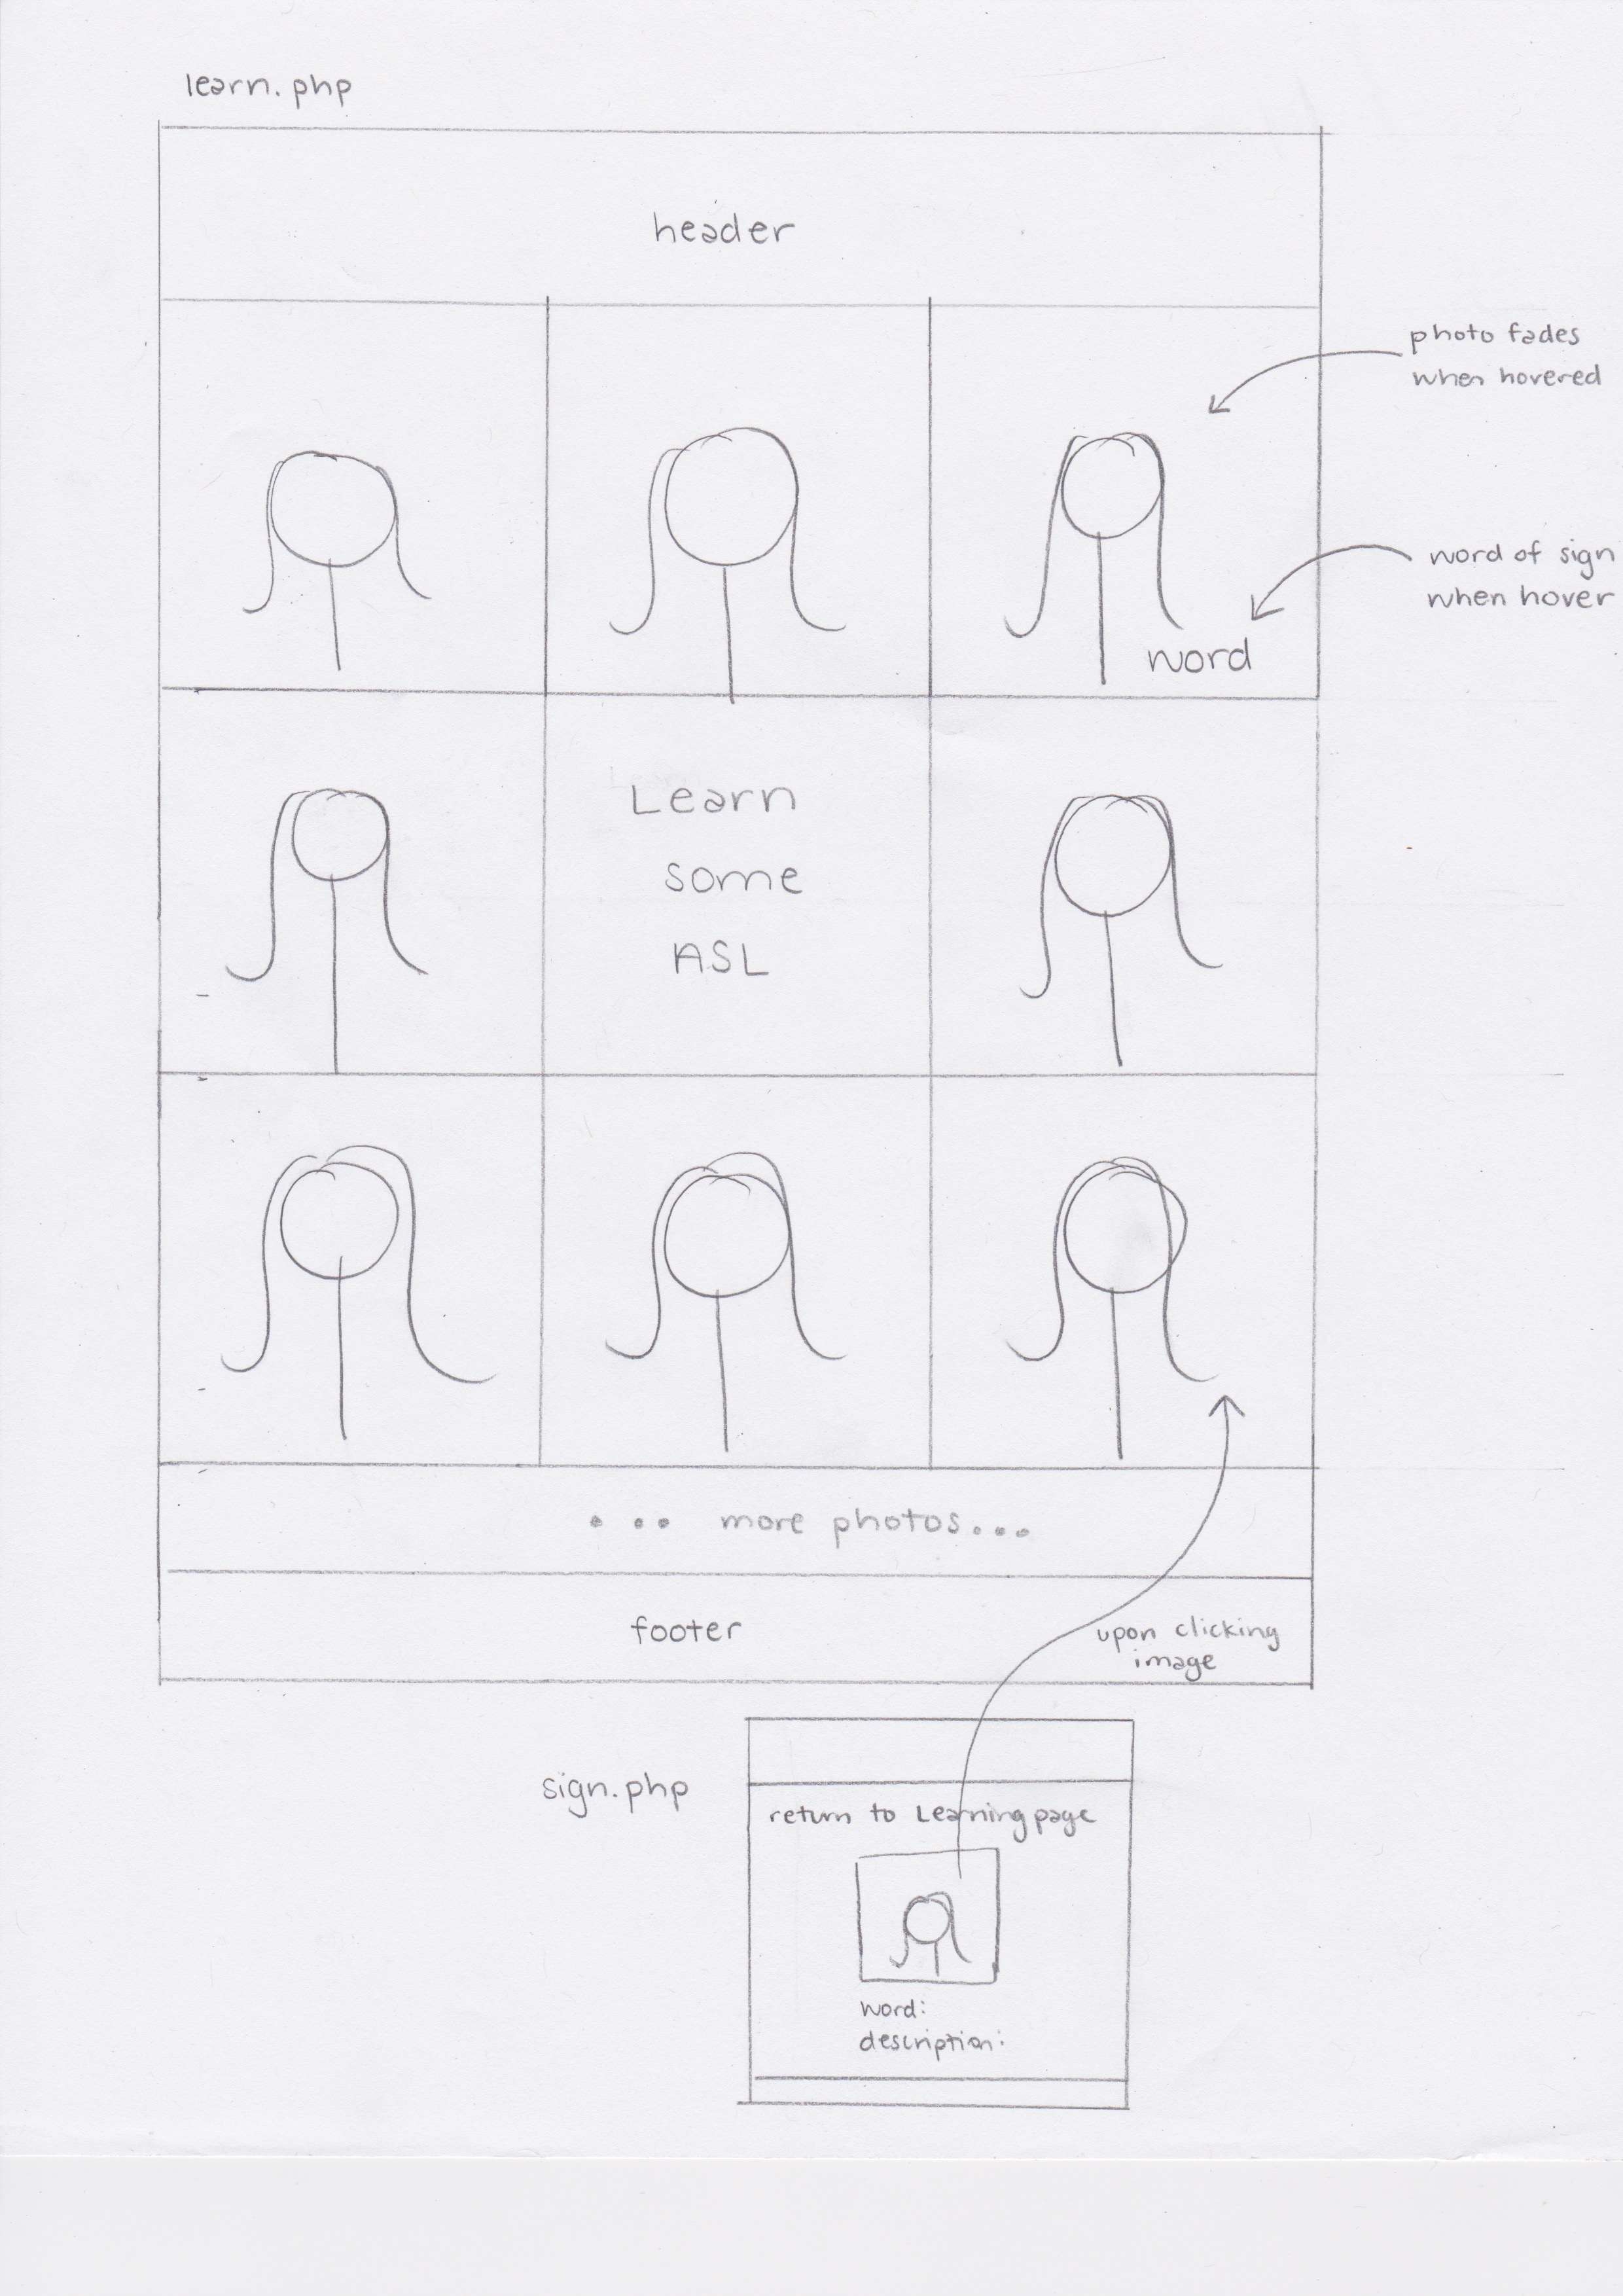 learn.php
header
photo fades
when hovered
word of sign
when hover
word
Learn
some
ASL
... more photos...
footer
upon clicking
image
sign.php
return to Learning page
word:
description: